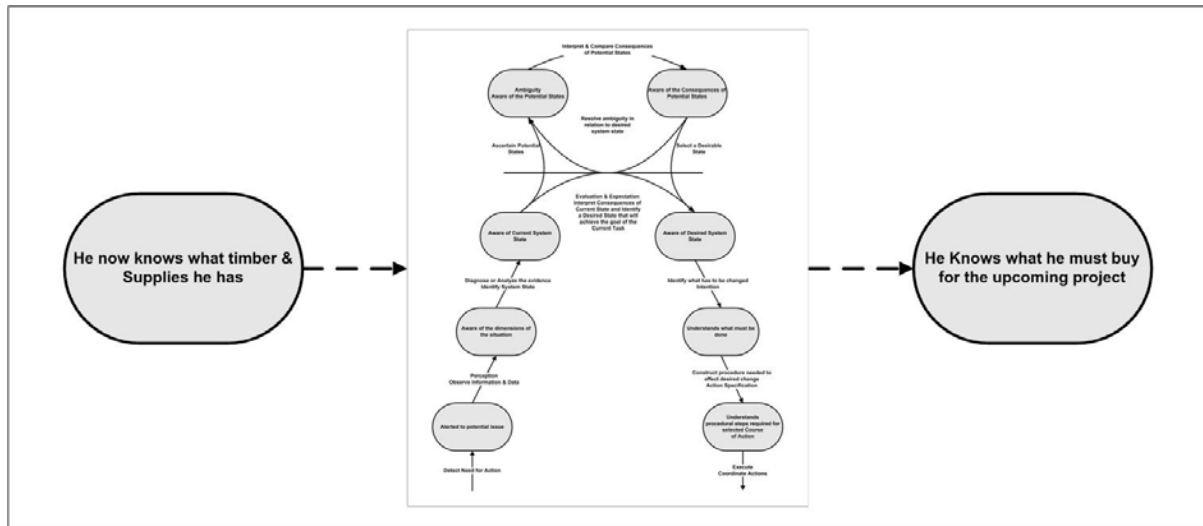 He now knows what timber &
Supplies he has
Interpret & Compare Consequences
of Potential States
Ambiguity
Aware of the Potential States
Aware of the Consequences of
Potential States
Resolve ambiguity in
relation to desired
system state
Ascertain Potential
States
Select a Desirable
State
Evaluation & Expectation
Interpret Consequences of
Current State and Identify
a Desired State that will
achieve the goal of the
Current Task
Aware of Current System
State
Aware of Desired System
State
Diagnose or Analyze the evidence
Identify System State
Identify what has to be changed
Intention
Aware of the dimensions of
the situation
Understands what must be
done
Perception
Observe Information & Data
Construct procedure needed to
effect desired change
Action Specification
Alerted to potential issue
Understands
procedural steps required for
selected Course
of Action
Detect Need for Action
Execute
Coordinate Actions
He Knows what he must buy
for the upcoming project